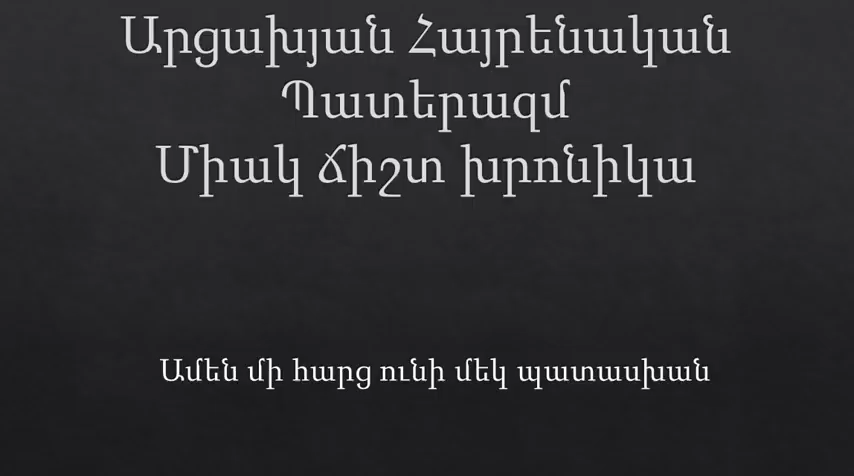 Արցախյան Հայրենական
Պատերազմ
Միակ ճիշտ խրոնիկա
Ամեն մի հարց ունի մեկ պատասխան